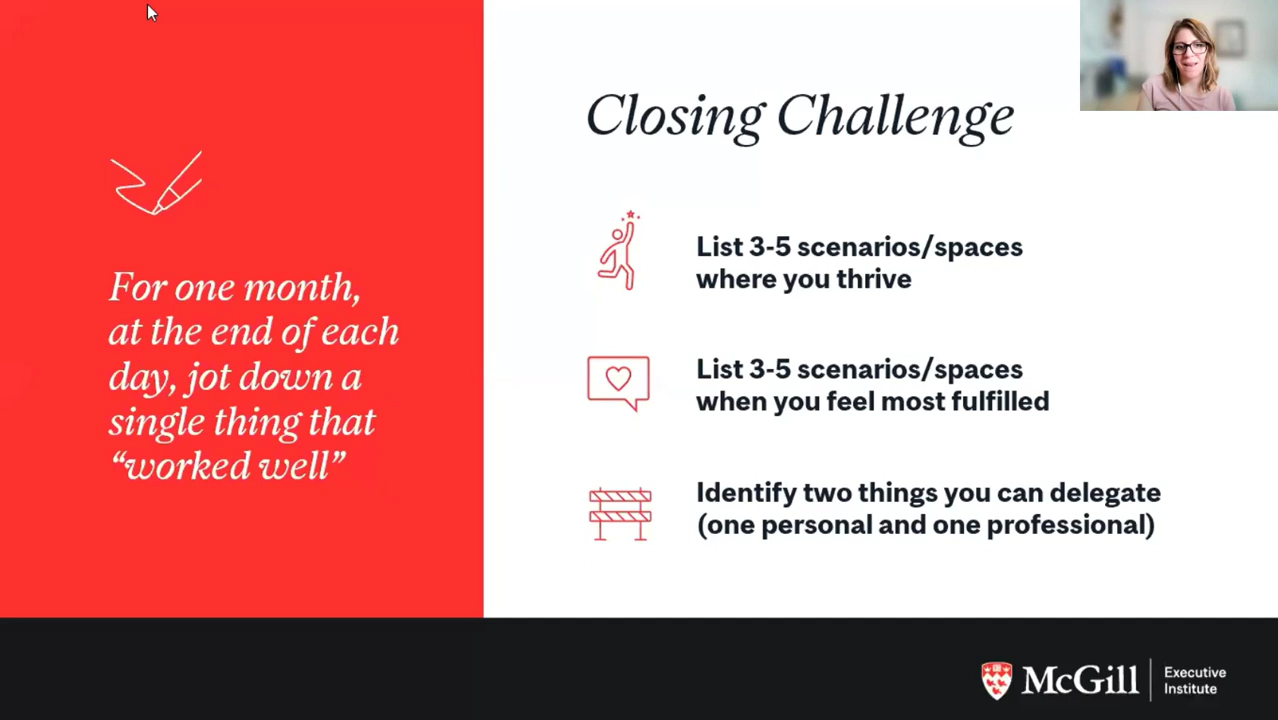 For one month,
at the end of each
day, jot down a
single thing that
“worked well”
Closing Challenge
List 3-5 scenarios/spaces
where you thrive
List 3-5 scenarios/spaces
when you feel most fulfilled
Identify two things you can delegate
(one personal and one professional)
McGill
Executive
Institute